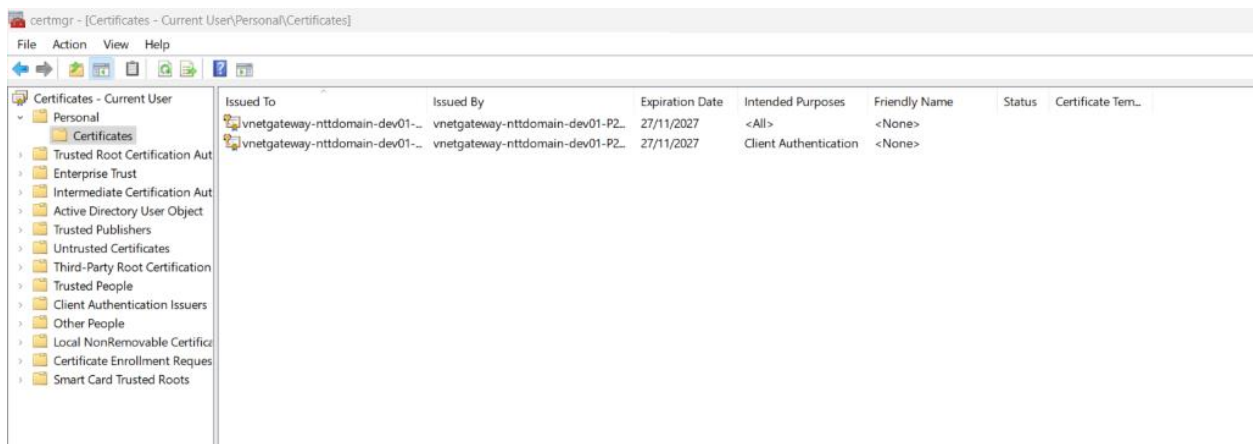 certmgr - [Certificates - Current User\Personal\Certificates]
File Action View Help
Certificates - Current User
Personal
Certificates
Trusted Root Certification Aut
Enterprise Trust
Intermediate Certification Aut
Active Directory User Object
Trusted Publishers
Untrusted Certificates
Third-Party Root Certification
Trusted People
Client Authentication Issuers
Other People
Local NonRemovable Certifica
Certificate Enrollment Reques
Smart Card Trusted Roots
Issued To Issued By Expiration Date Intended Purposes Friendly Name Status Certificate Tem...
vnetgateway-nttdomain-dev01-... vnetgateway-nttdomain-dev01-P2... 27/11/2027 <All> <None>
vnetgateway-nttdomain-dev01-... vnetgateway-nttdomain-dev01-P2... 27/11/2027 Client Authentication <None>